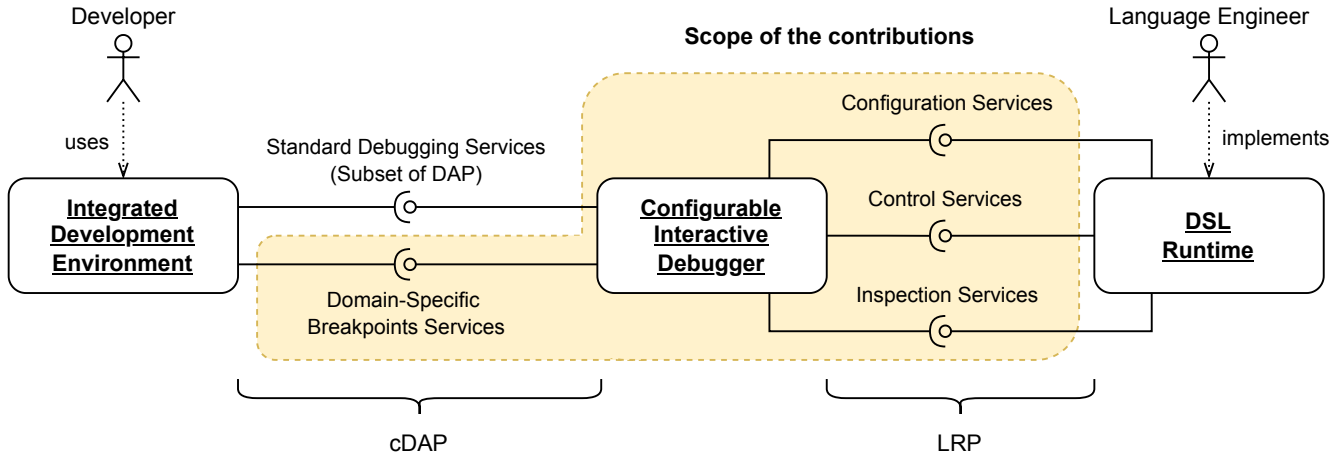 Developer
Language Engineer
Scope of the contributions
uses
implements
Standard Debugging Services
(Subset of DAP)
Configuration Services
Integrated
Development
Environment
Configurable
Interactive
Debugger
Control Services
DSL
Runtime
Domain-Specific
Breakpoints Services
Inspection Services
cDAP
LRP